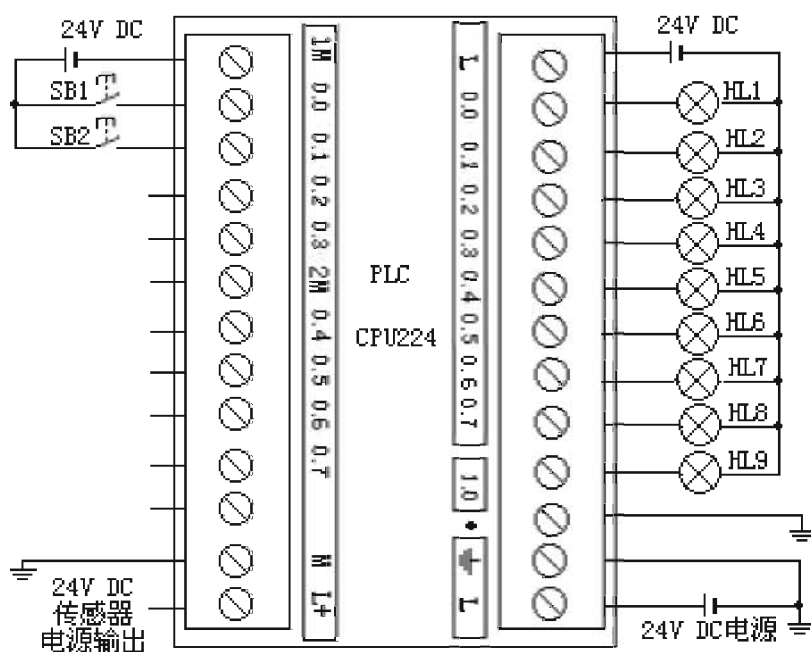 24V DC
SB1
SB2
1M
0.0
0.1
0.2
0.3
2M
0.4
0.5
0.6
0.7
M
L+
24V DC
传感器
电源输出
PLC
CPU224
L
0.0
0.1
0.2
0.3
0.4
0.5
0.6
0.7
1.0
L
24V DC
HL1
HL2
HL3
HL4
HL5
HL6
HL7
HL8
HL9
24V DC电源